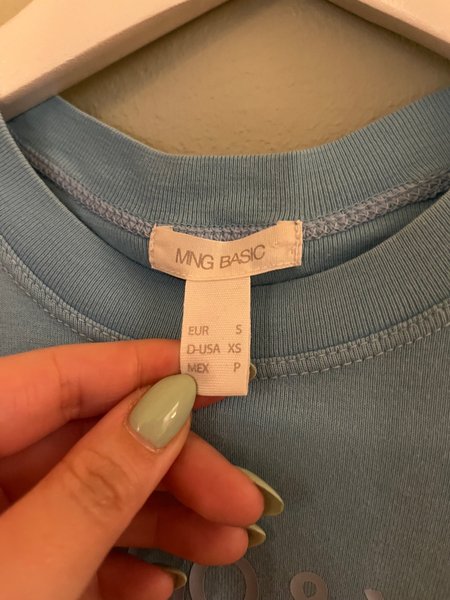 MNG BASIC
EUR S
D-USA XS
MEX P